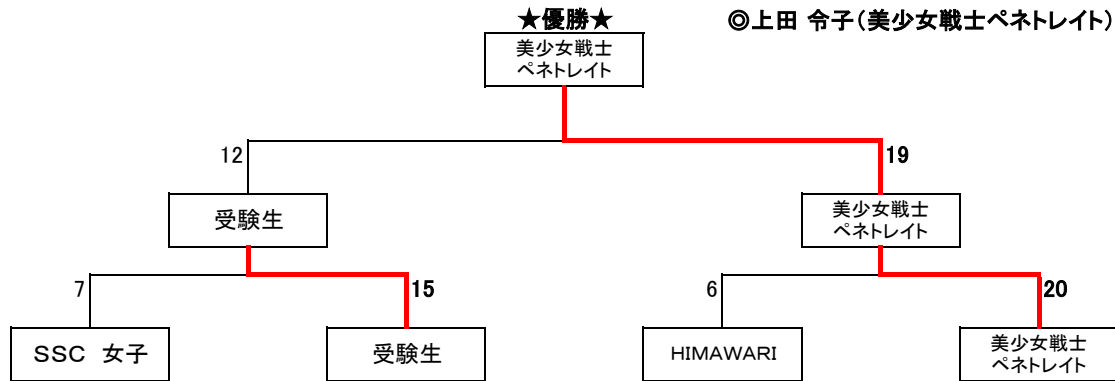 ★優勝★
◎上田 令子(美少女戦士ペネトレイト)
美少女戦士
ペネトレイト
12
19
受験生
美少女戦士
ペネトレイト
7
15
6
20
SSC 女子
受験生
HIMAWARI
美少女戦士
ペネトレイト